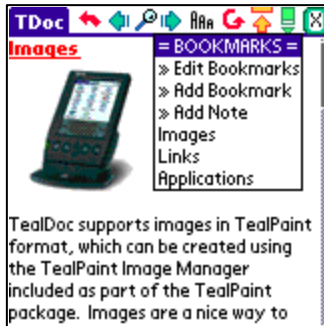 TDoc AAA
Images
= BOOKMARKS =
» Edit Bookmarks
» Add Bookmark
» Add Note
Images
Links
Applications
TealDoc supports images in TealPaint
format, which can be created using
the TealPaint Image Manager
included as part of the TealPaint
package. Images are a nice way to